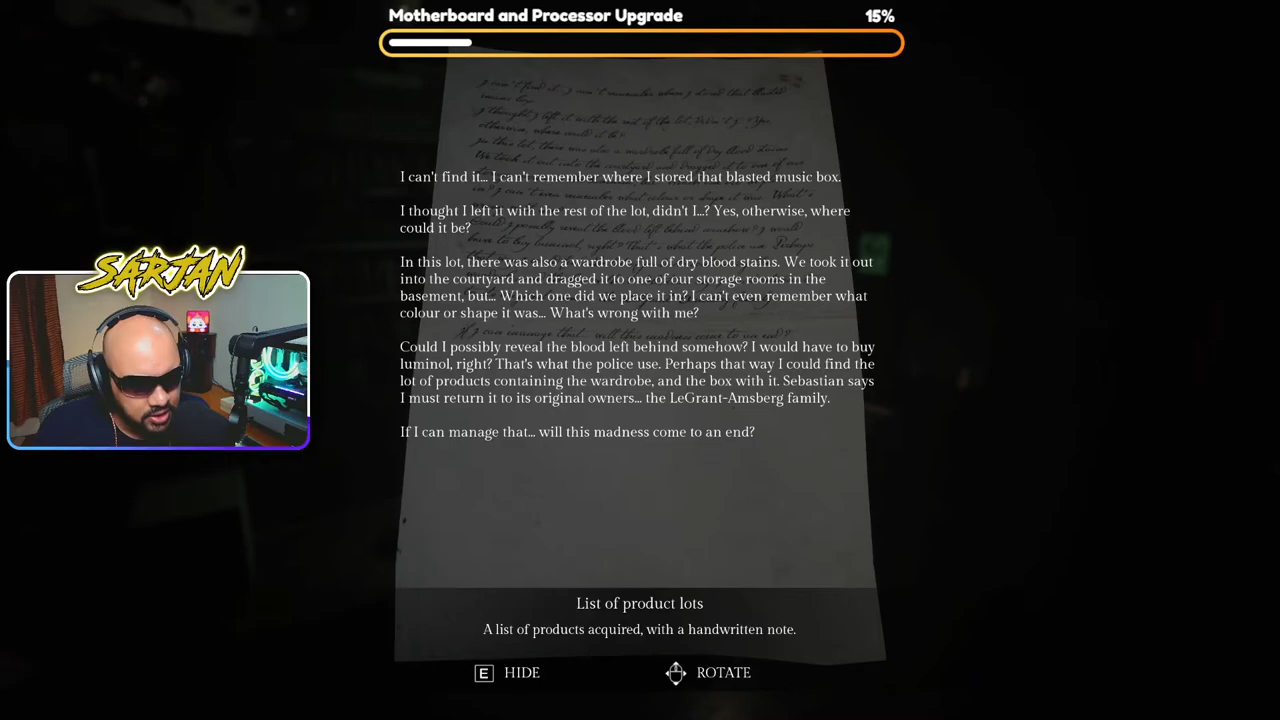 Motherboard and Processor Upgrade
15%
I can't find it... I can't remember where I stored that blasted music box.
I thought I left it with the rest of the lot, didn't I...? Yes, otherwise, where
could it be?
In this lot, there was also a wardrobe full of dry blood stains. We took it out
into the courtyard and dragged it to one of our storage rooms in the
basement, but... Which one did we place it in? I can't even remember what
colour or shape it was... What's wrong with me?
Could I possibly reveal the blood left behind somehow? I would have to buy
luminol, right? That's what the police use. Perhaps that way I could find the
lot of products containing the wardrobe, and the box with it. Sebastian says
I must return it to its original owners... the LeGrant-Amsberg family.
If I can manage that... will this madness come to an end?
SARJAN
List of product lots
A list of products acquired, with a handwritten note.
E HIDE
ROTATE